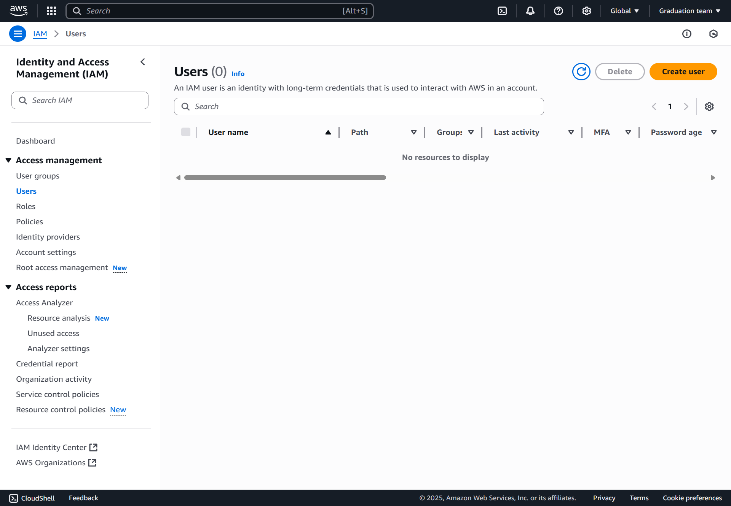 aws Search [Alt+S] Global Graduation team
IAM Users
Identity and Access Management (IAM)
Search IAM
Dashboard
Access management
User groups
Users
Roles
Policies
Identity providers
Account settings
Root access management New
Access reports
Access Analyzer
Resource analysis New
Unused access
Analyzer settings
Credential report
Organization activity
Service control policies
Resource control policies New
IAM Identity Center
AWS Organizations
Users (0) Info
Delete Create user
An IAM user is an identity with long-term credentials that is used to interact with AWS in an account.
Search
1
User name Path Group: Last activity MFA Password age
No resources to display
CloudShell Feedback © 2025, Amazon Web Services, Inc. or its affiliates. Privacy Terms Cookie preferences